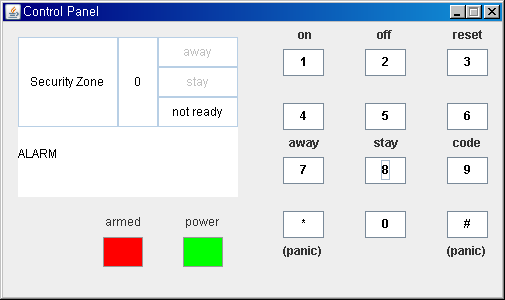 Control Panel
on off reset
1 2 3
away
Security Zone 0 stay
not ready
4 5 6
away stay code
ALARM
7 8 9
armed power
* 0 #
(panic) (panic)